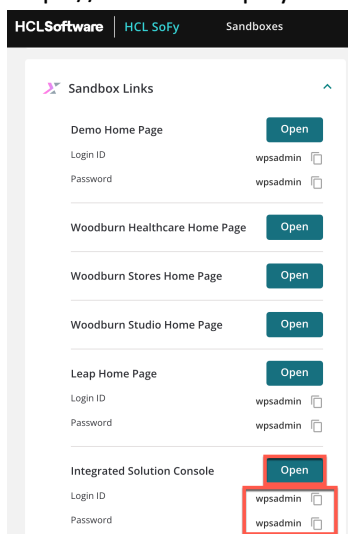 HCLSoftware HCL SoFy Sandboxes
Sandbox Links
Demo Home Page Open
Login ID wpsadmin
Password wpsadmin
Woodburn Healthcare Home Page Open
Woodburn Stores Home Page Open
Woodburn Studio Home Page Open
Leap Home Page Open
Login ID wpsadmin
Password wpsadmin
Integrated Solution Console Open
Login ID wpsadmin
Password wpsadmin